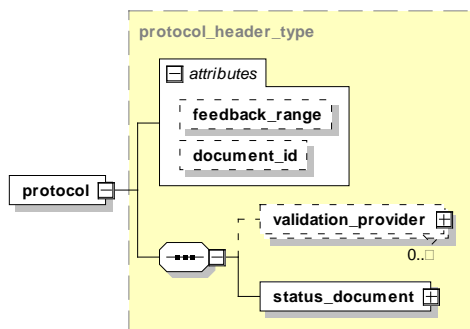 protocol_header_type
attributes
feedback_range
document_id
protocol
validation_provider
0..□
status_document